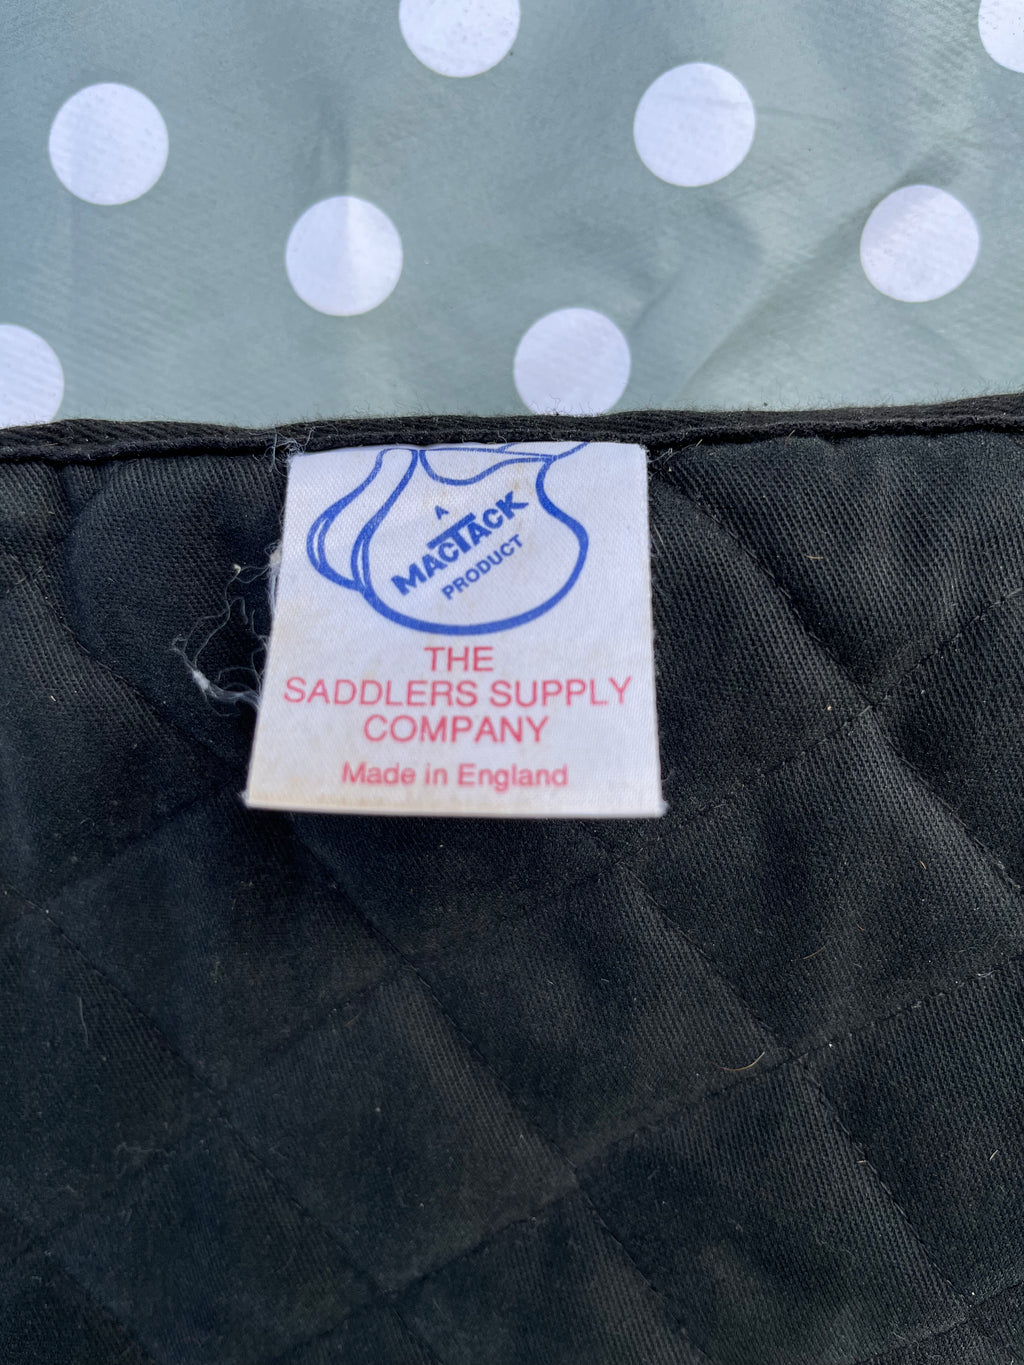 A
MACTACK
PRODUCT
THE
SADDLERS SUPPLY
COMPANY
Made in England